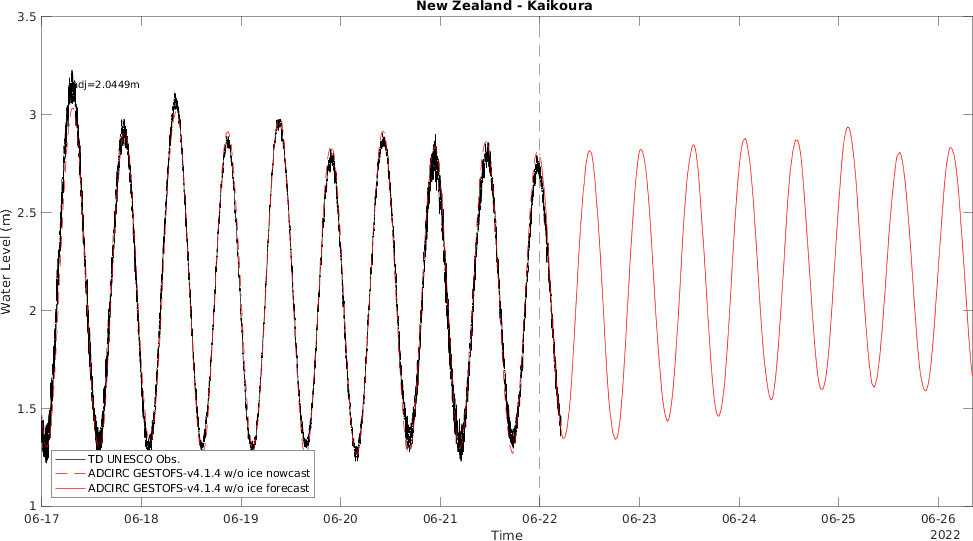 New Zealand - Kaikoura
3.5
3
2.5
2
1.5
1
Water Level (m)
adj=2.0449m
TD UNESCO Obs.
ADCIRC GESTOFS-v4.1.4 w/o ice nowcast
ADCIRC GESTOFS-v4.1.4 w/o ice forecast
06-17 06-18 06-19 06-20 06-21 06-22 06-23 06-24 06-25 06-26
2022
Time